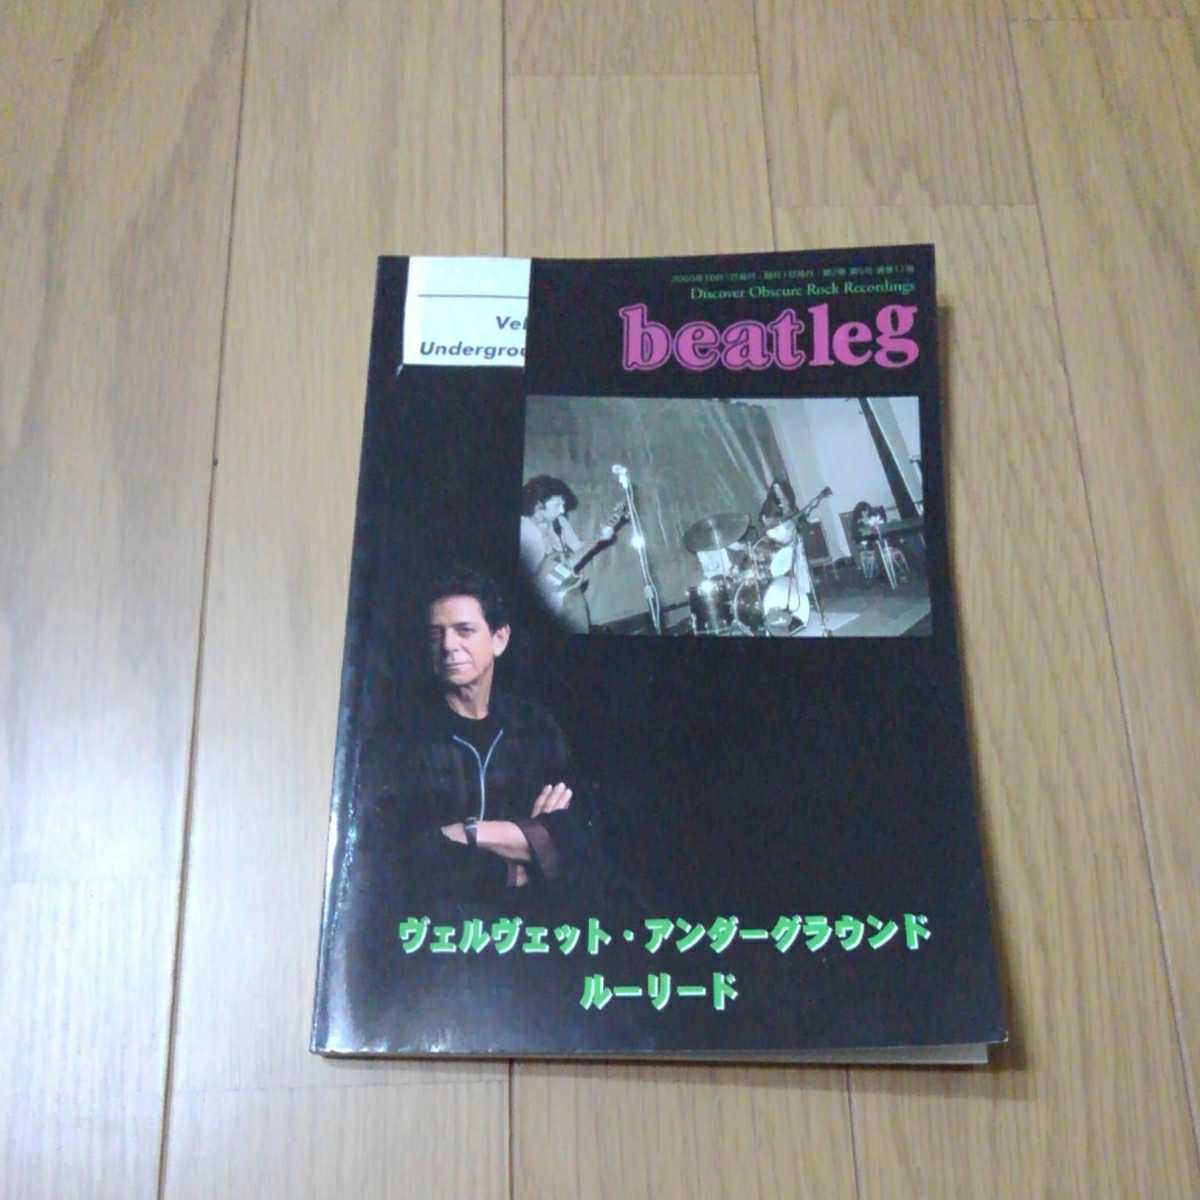 Discover Obscure Rock Recordings
beatleg
Vel
Undergrou
ヴェルヴェット・アンダーグラウンド
ルーリード